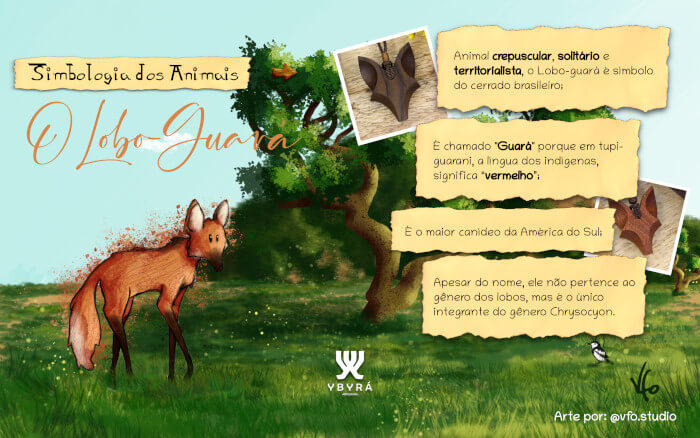 Simbologia dos Animais
O Lobo-Guará
Animal crepuscular, solitário e
territorialista, o Lobo-guará é símbolo
do cerrado brasileiro;
É chamado "Guará" porque em tupi-
guarani, a língua dos indígenas,
significa "vermelho";
É o maior canídeo da América do Sul;
Apesar do nome, ele não pertence ao
gênero dos lobos, mas é o único
integrante do gênero Chrysocyon.
YBYRÁ
Vfo
Arte por: @vfo.studio